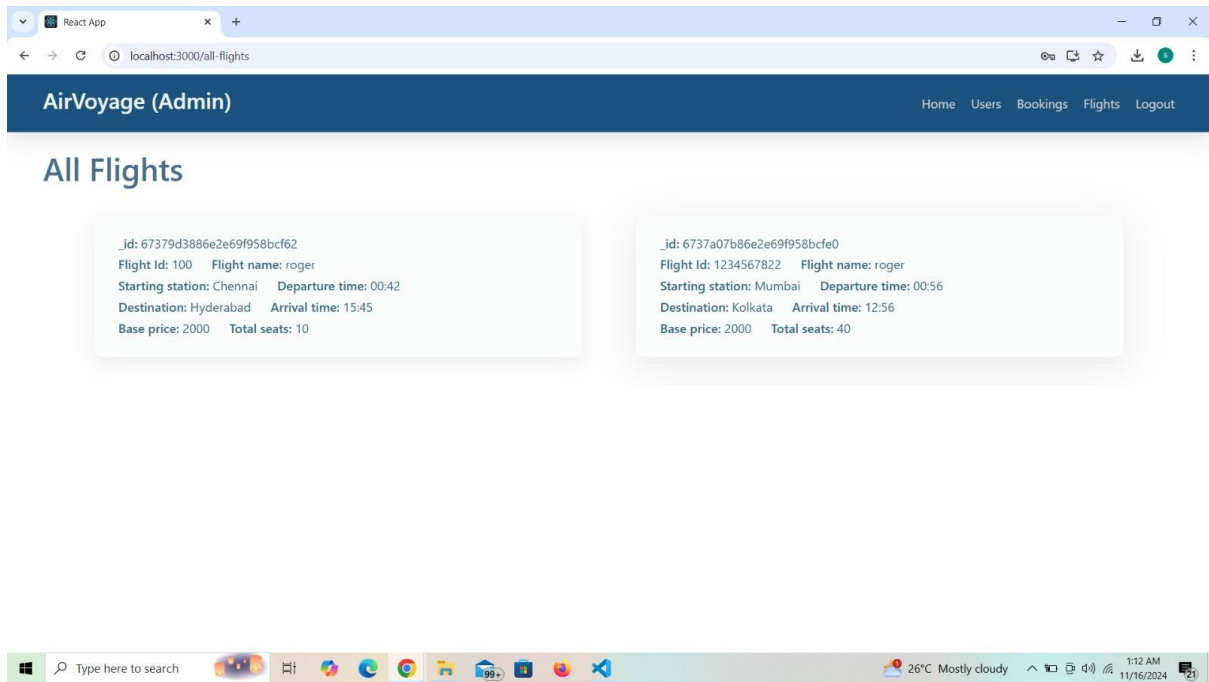 React App
localhost:3000/all-flights
S
AirVoyage (Admin)
Home Users Bookings Flights Logout
All Flights
_id: 67379d3886e2e69f958bcf62
Flight Id: 100 Flight name: roger
Starting station: Chennai Departure time: 00:42
Destination: Hyderabad Arrival time: 15:45
Base price: 2000 Total seats: 10
_id: 6737a07b86e2e69f958bcfe0
Flight Id: 1234567822 Flight name: roger
Starting station: Mumbai Departure time: 00:56
Destination: Kolkata Arrival time: 12:56
Base price: 2000 Total seats: 40
Type here to search
99+
26°C Mostly cloudy
1:12 AM
11/16/2024
21